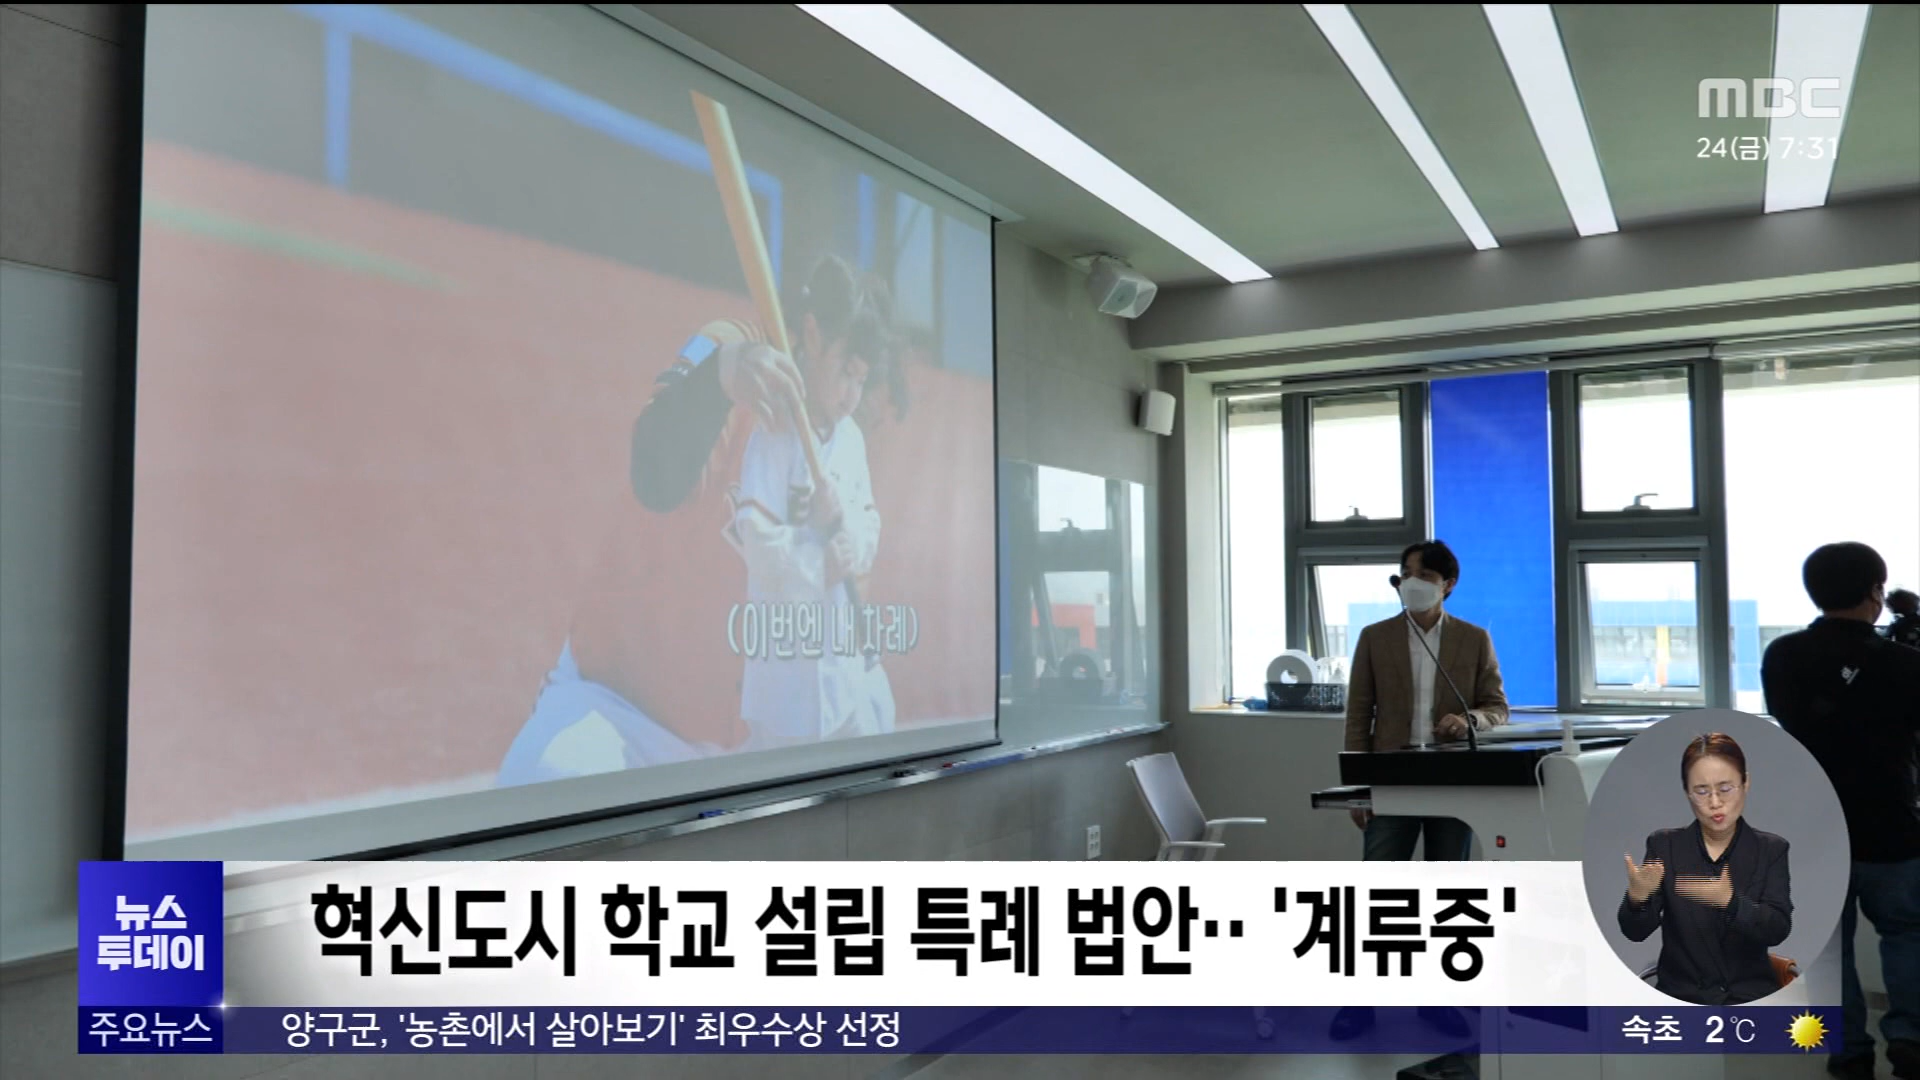 MBC
24(금) 7:31
(이번엔 내 차례)
뉴스
투데이
혁신도시 학교 설립 특례 법안‥ '계류중'
주요뉴스
양구군, '농촌에서 살아보기' 최우수상 선정
속초 2℃